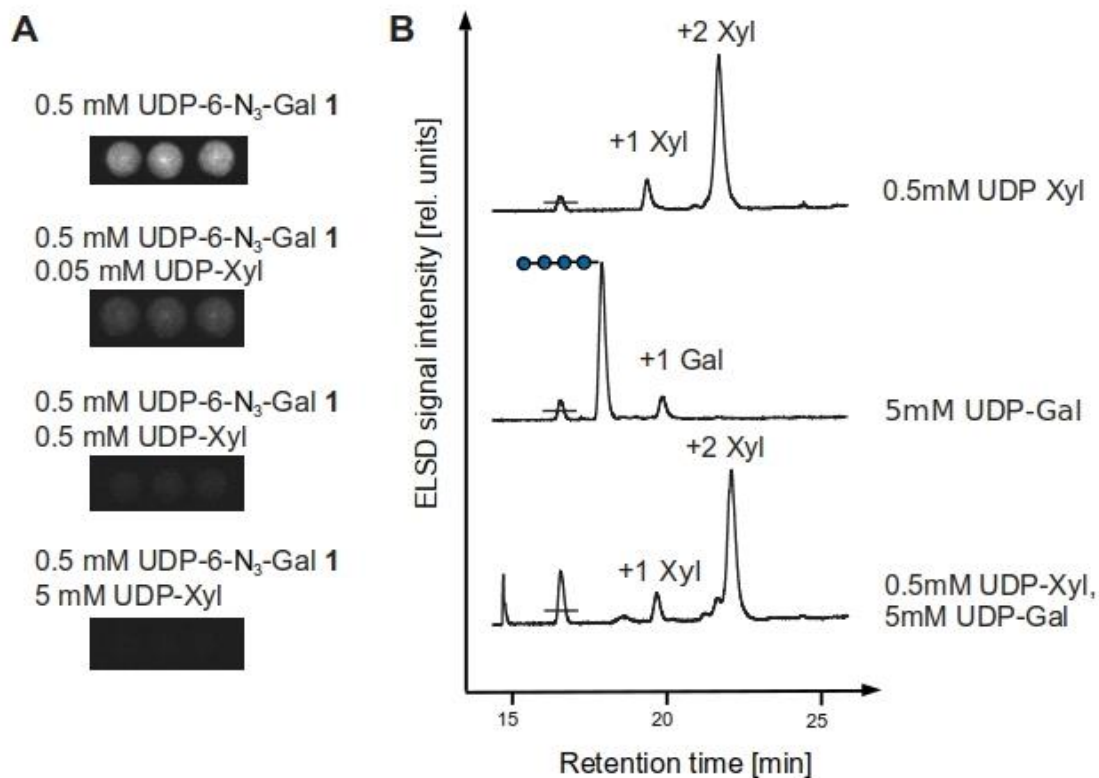 A
0.5 mM UDP-6-N₃-Gal 1
0.5 mM UDP-6-N₃-Gal 1
0.05 mM UDP-Xyl
0.5 mM UDP-6-N₃-Gal 1
0.5 mM UDP-Xyl
0.5 mM UDP-6-N₃-Gal 1
5 mM UDP-Xyl
B
ELSD signal intensity [rel. units]
+2 Xyl
+1 Xyl
0.5mM UDP Xyl
+1 Gal
5mM UDP-Gal
+2 Xyl
+1 Xyl
0.5mM UDP-Xyl,
5mM UDP-Gal
15 20 25
Retention time [min]